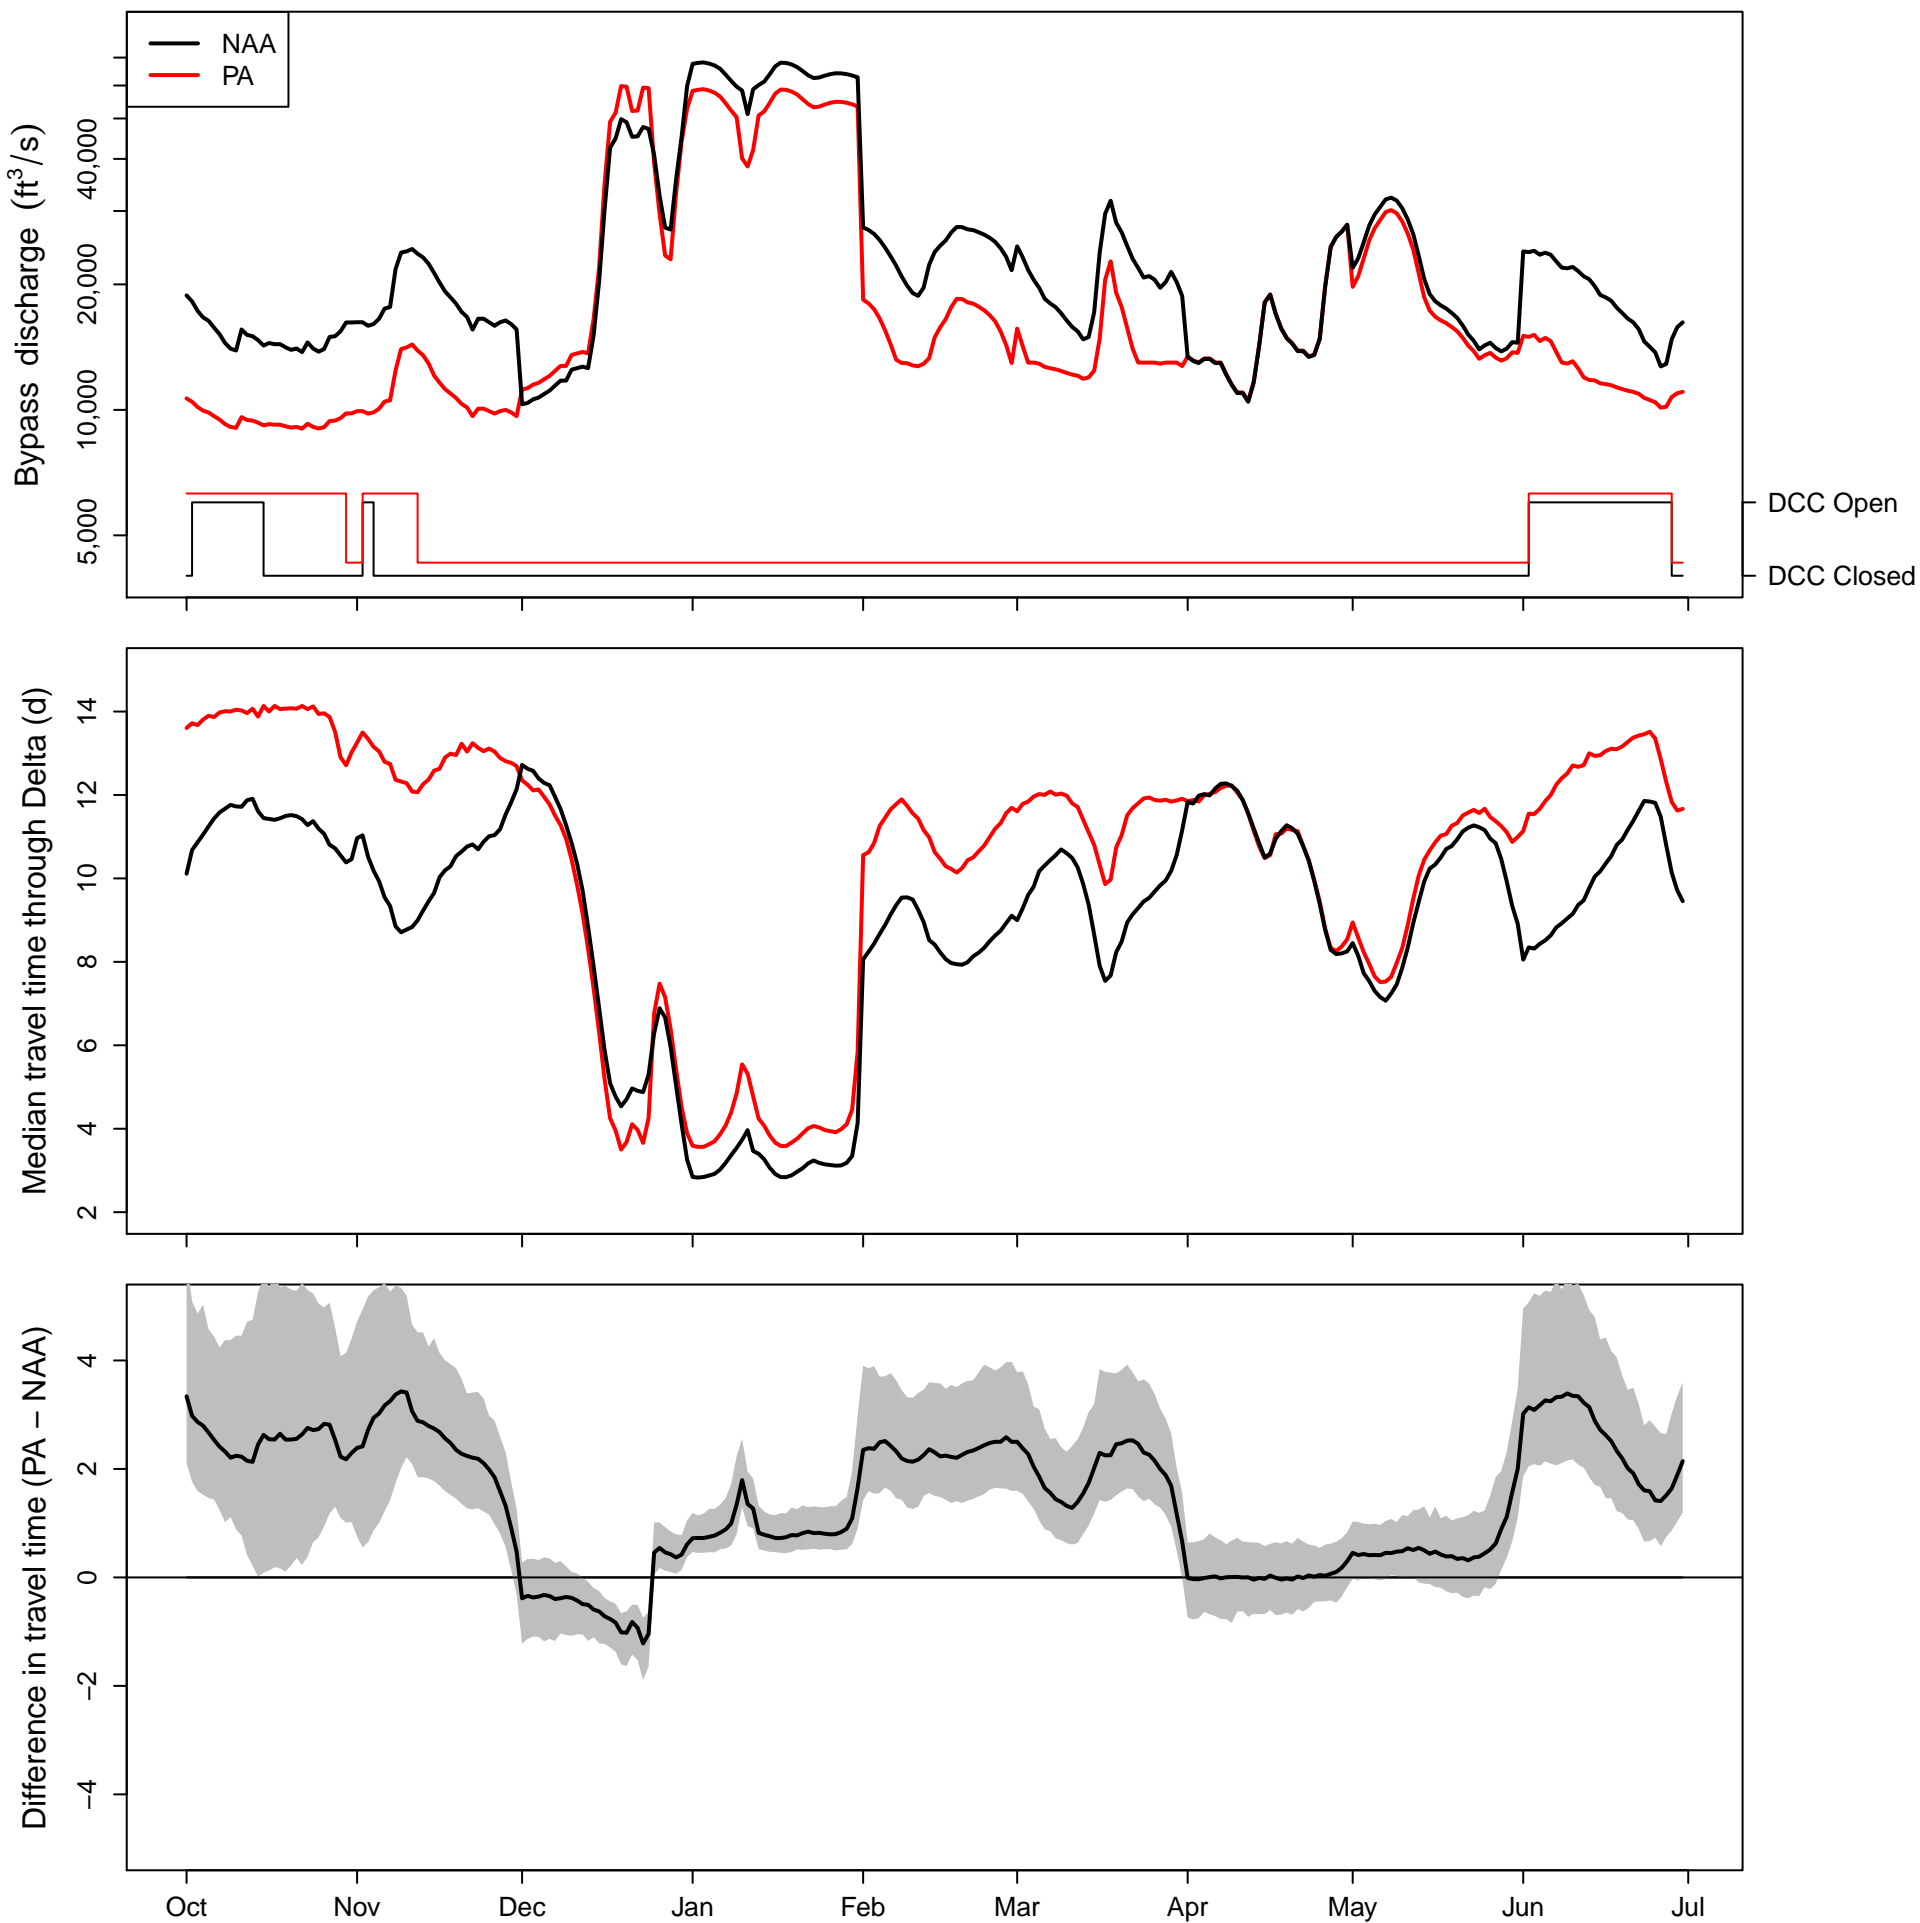 NAA
PA
Bypass discharge (ft³/s)
40,000
20,000
10,000
5,000
DCC Open
DCC Closed
Median travel time through Delta (d)
14
12
10
8
6
4
2
Difference in travel time (PA − NAA)
4
2
0
−2
−4
Oct Nov Dec Jan Feb Mar Apr May Jun Jul